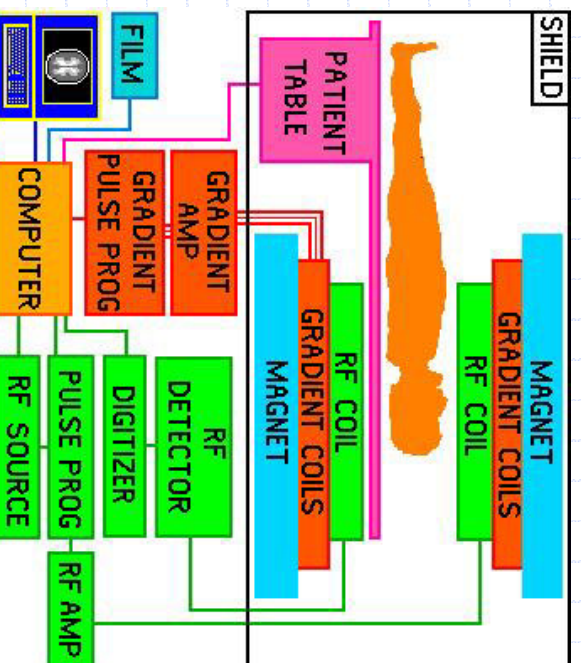 SHIELD
MAGNET
GRADIENT COILS
RF COIL
PATIENT
TABLE
RF COIL
GRADIENT COILS
MAGNET
GRADIENT
AMP
RF
DETECTOR
FILM
GRADIENT
PULSE PROG
DIGITIZER
COMPUTER
PULSE PROG
RF AMP
RF SOURCE